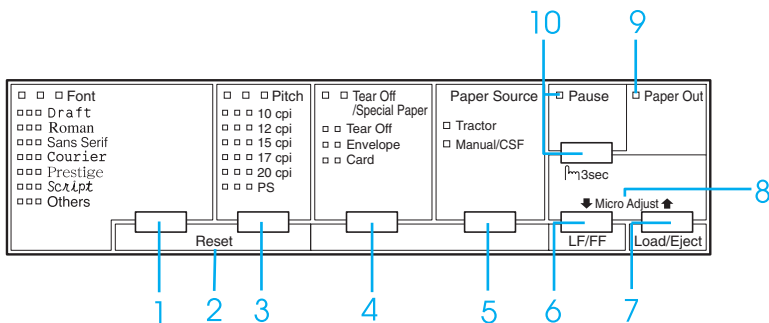 10
9
Font
Draft
Roman
Sans Serif
Courier
Prestige
Script
Others
Pitch
10 cpi
12 cpi
15 cpi
17 cpi
20 cpi
PS
Tear Off
/Special Paper
Tear Off
Envelope
Card
Paper Source
Tractor
Manual/CSF
Pause
Paper Out
3sec
Micro Adjust
8
Reset
LF/FF
Load/Eject
1
2
3
4
5
6
7